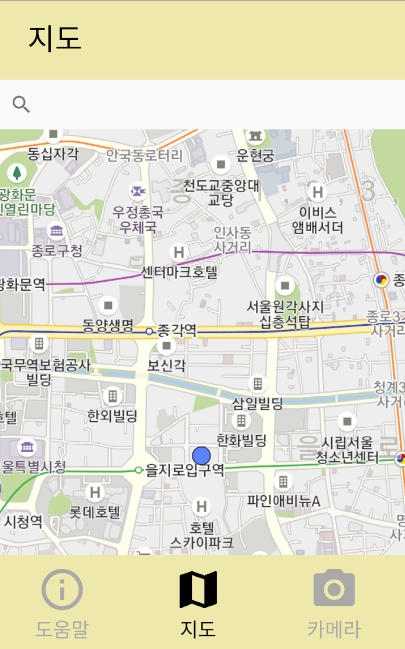 지도
동십자각
안국동로터리
운현궁
천도교중앙대
교당
종
3
광화문
열린마당
우정총국
우체국
이비스
앰배서더
종로구청
인사동
사거리
센터마크호텔
광화문역
종
서울원각사지
십층석탑
종로3가
사거리
동양생명
종각역
보신각
국무역보험공사
빌딩
청계3
사거리
호텔
한외빌딩
삼일빌딩
한화빌딩
을
로
시립서울
청소년센터
울특별시청
을지로입구역
롯데호텔
파인애비뉴A
시청역
호텔
스카이파크
도움말
지도
카메라